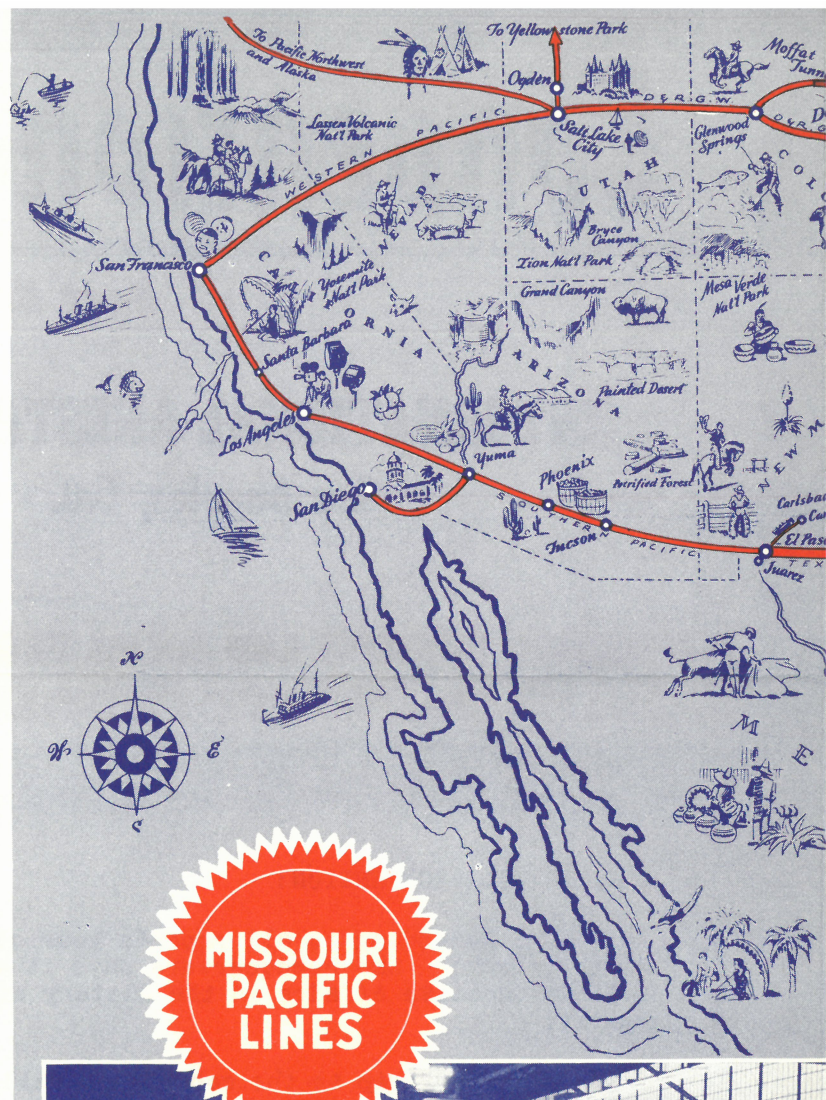 To Pacific Northwest
and Alaska
To Yellowstone Park
Ogden
Moffat
D. & R. G. W.
Salt Lake
City
Glenwood
Springs
Lassen Volcanic
Nat'l Park
WESTERN PACIFIC
NEVADA
UTAH
COLO
Bryce
Canyon
Zion Nat'l Park
San Francisco
CALIFORNIA
Yosemite
Nat'l Park
Grand Canyon
Mesa Verde
Nat'l Park
Santa Barbara
ARIZONA
Painted Desert
Los Angeles
Yuma
Phoenix
Petrified Forest
NEW M
San Diego
SOUTHERN PACIFIC
Tucson
El Paso
TEX
Juarez
N
W
E
S
M E
MISSOURI
PACIFIC
LINES